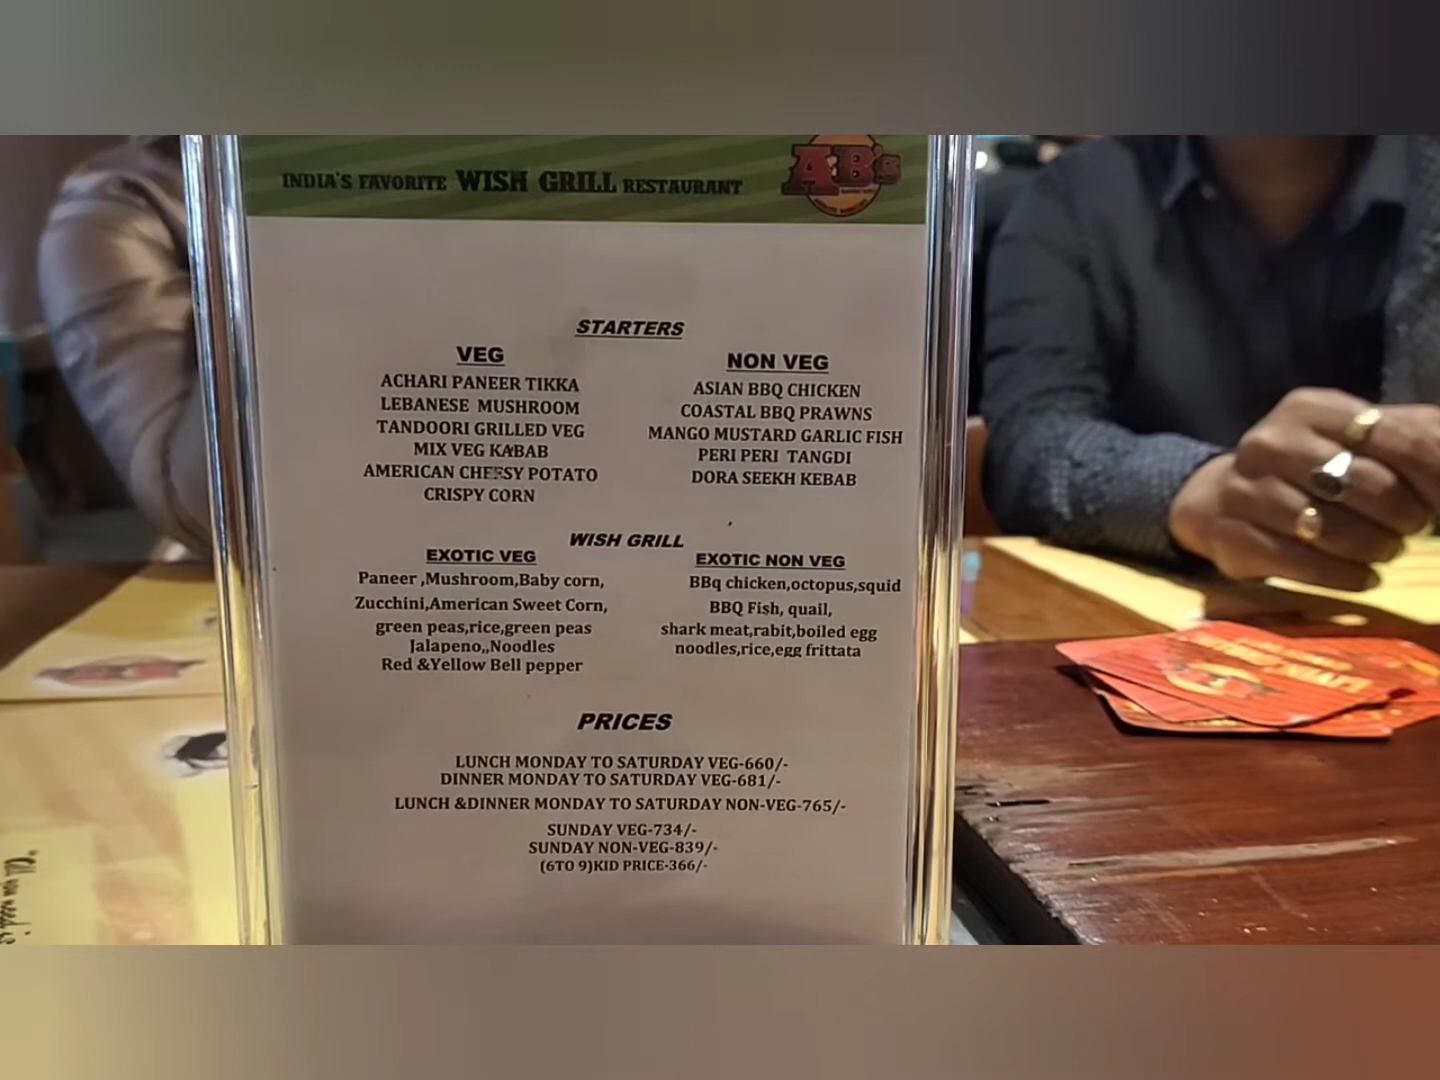 INDIA'S FAVORITE WISH GRILL RESTAURANT
AB's
STARTERS
VEG
ACHARI PANEER TIKKA
LEBANESE MUSHROOM
TANDOORI GRILLED VEG
MIX VEG KABAB
AMERICAN CHEESY POTATO
CRISPY CORN
NON VEG
ASIAN BBQ CHICKEN
COASTAL BBQ PRAWNS
MANGO MUSTARD GARLIC FISH
PERI PERI TANGDI
DORA SEEKH KEBAB
WISH GRILL
EXOTIC VEG
Paneer ,Mushroom,Baby corn,
Zucchini,American Sweet Corn,
green peas,rice,green peas
Jalapeno,,Noodles
Red &Yellow Bell pepper
EXOTIC NON VEG
BBq chicken,octopus,squid
BBQ Fish, quail,
shark meat,rabit,boiled egg
noodles,rice,egg frittata
PRICES
LUNCH MONDAY TO SATURDAY VEG-660/-
DINNER MONDAY TO SATURDAY VEG-681/-
LUNCH &DINNER MONDAY TO SATURDAY NON-VEG-765/-
SUNDAY VEG-734/-
SUNDAY NON-VEG-839/-
(6TO 9)KID PRICE-366/-